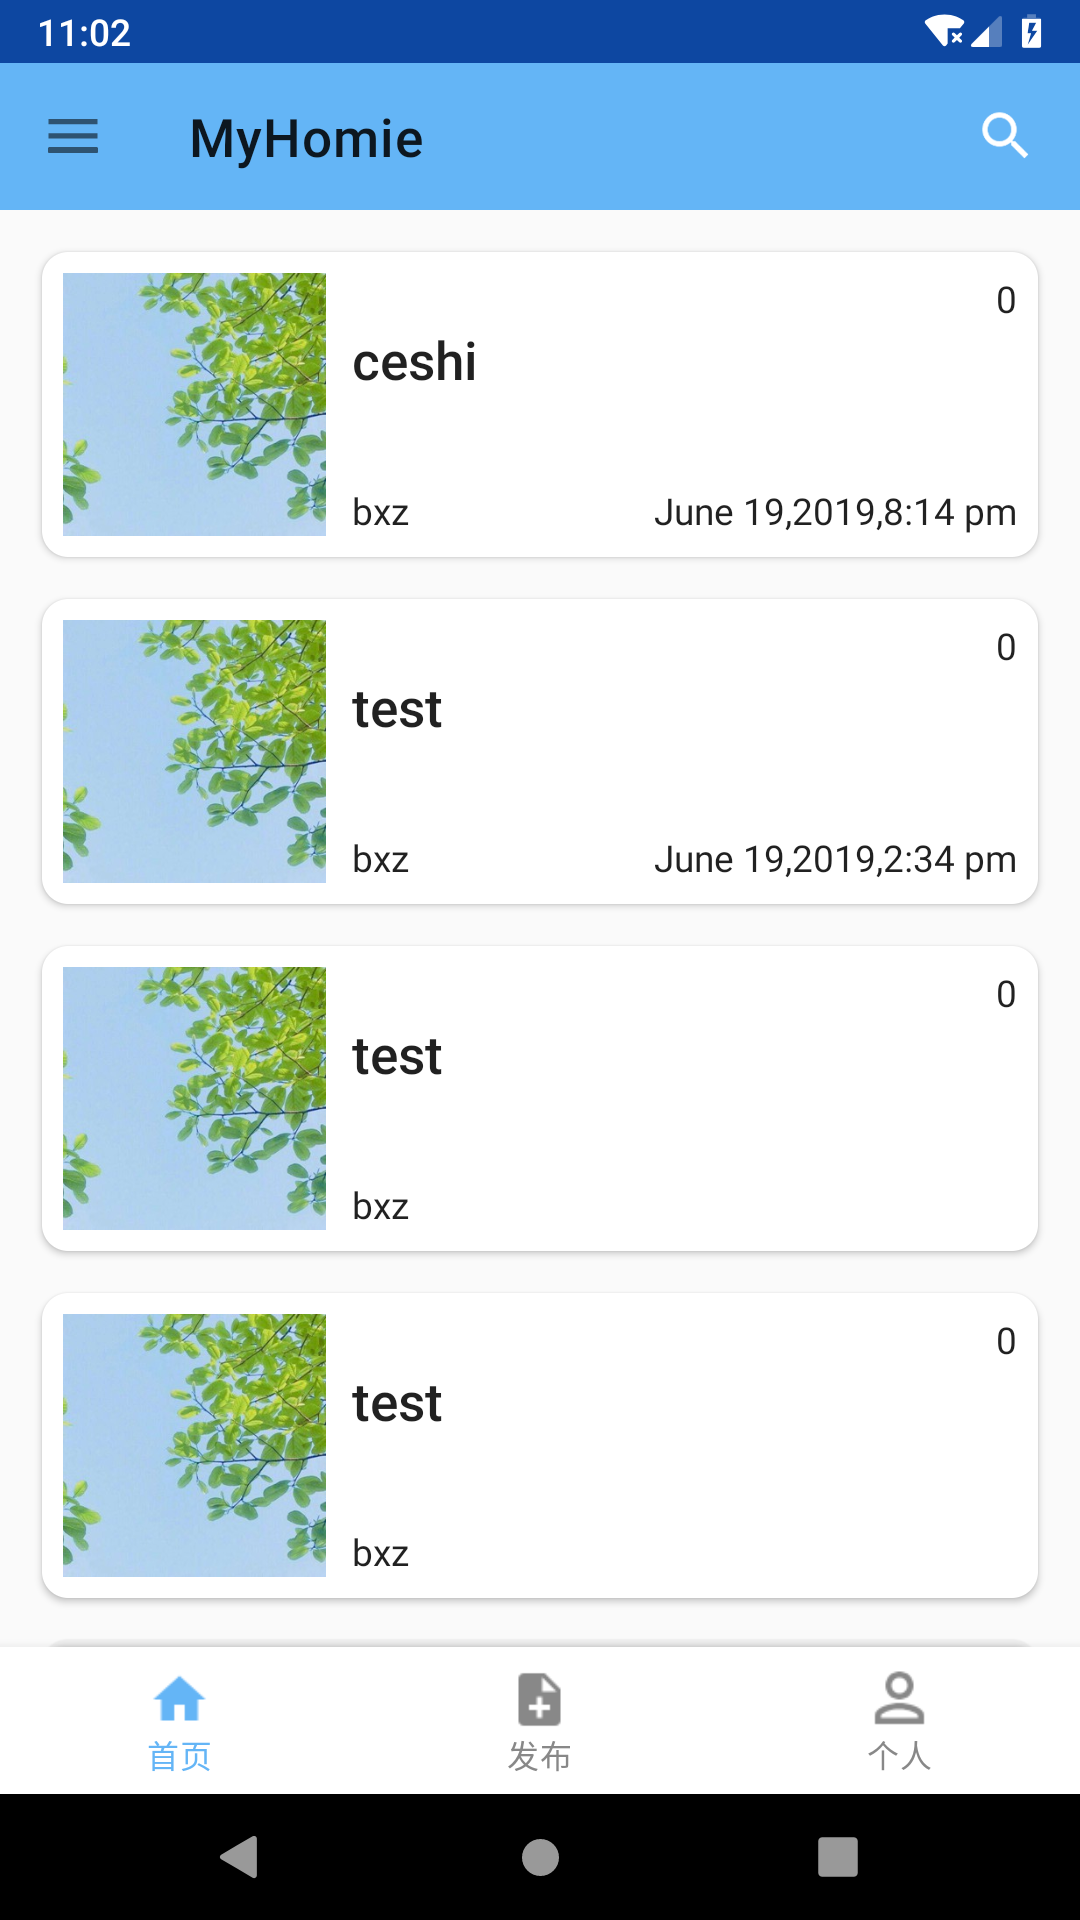 11:02
MyHomie
0
ceshi
bxz June 19,2019,8:14 pm
0
test
bxz June 19,2019,2:34 pm
0
test
bxz
0
test
bxz
首页 发布 个人